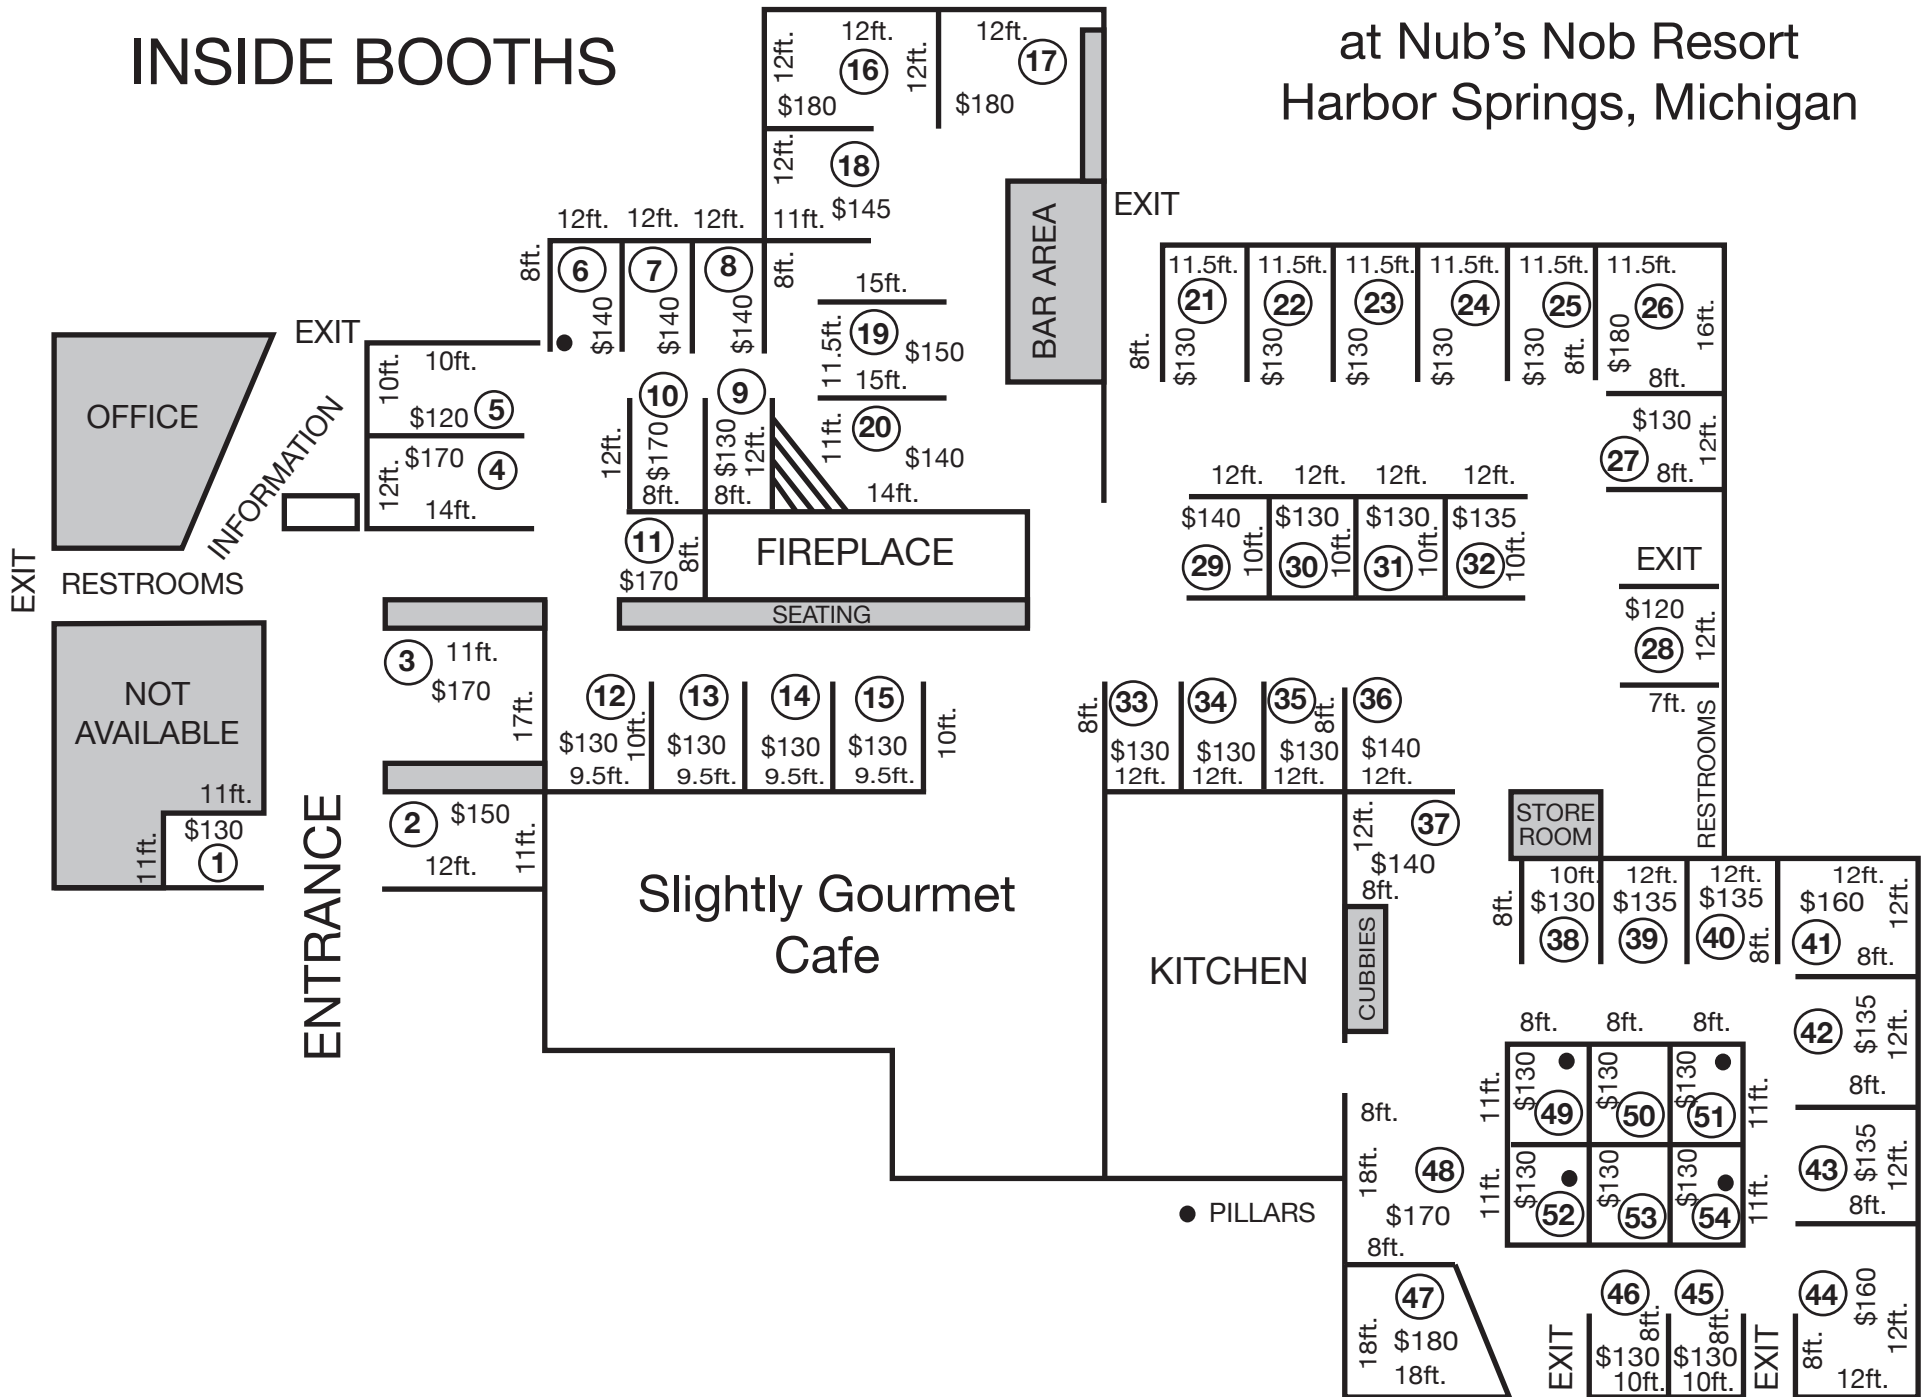 INSIDE BOOTHS
at Nub's Nob Resort
Harbor Springs, Michigan
12ft.
12ft.
16
$180
12ft.
12ft.
17
$180
12ft.
18
$145
11ft.
BAR AREA
EXIT
12ft.
12ft.
12ft.
8ft.
6
$140
7
$140
8
$140
8ft.
15ft.
11.5ft.
19
$150
15ft.
11ft.
20
$140
14ft.
11.5ft.
21
$130
8ft.
11.5ft.
22
$130
11.5ft.
23
$130
11.5ft.
24
$130
11.5ft.
25
$130
8ft.
11.5ft.
26
$180
16ft.
8ft.
$130
27
12ft.
8ft.
OFFICE
EXIT
INFORMATION
10ft.
10ft.
$120
5
$170
4
12ft.
14ft.
10
$170
12ft.
8ft.
9
$130
12ft.
8ft.
11
8ft.
$170
FIREPLACE
SEATING
12ft.
12ft.
12ft.
12ft.
$140
29
10ft.
$130
30
10ft.
$130
31
10ft.
$135
32
10ft.
EXIT
$120
28
12ft.
7ft.
RESTROOMS
EXIT
RESTROOMS
NOT
AVAILABLE
11ft.
11ft.
$130
1
ENTRANCE
3
11ft.
$170
17ft.
2
$150
12ft.
11ft.
12
$130
10ft.
9.5ft.
13
$130
9.5ft.
14
$130
9.5ft.
15
$130
9.5ft.
10ft.
Slightly Gourmet
Cafe
8ft.
33
$130
12ft.
34
$130
12ft.
35
8ft.
$130
12ft.
36
$140
12ft.
12ft.
37
$140
8ft.
CUBBIES
KITCHEN
STORE
ROOM
8ft.
10ft.
$130
38
12ft.
$135
39
12ft.
$135
40
8ft.
12ft.
$160
41
12ft.
8ft.
42
$135
12ft.
8ft.
43
$135
12ft.
8ft.
8ft.
8ft.
8ft.
11ft.
$130
49
$130
50
$130
51
11ft.
11ft.
$130
52
$130
53
$130
54
11ft.
8ft.
18ft.
48
$170
8ft.
PILLARS
47
18ft.
$180
18ft.
EXIT
46
8ft.
$130
10ft.
45
8ft.
$130
10ft.
EXIT
44
$160
8ft.
12ft.
12ft.